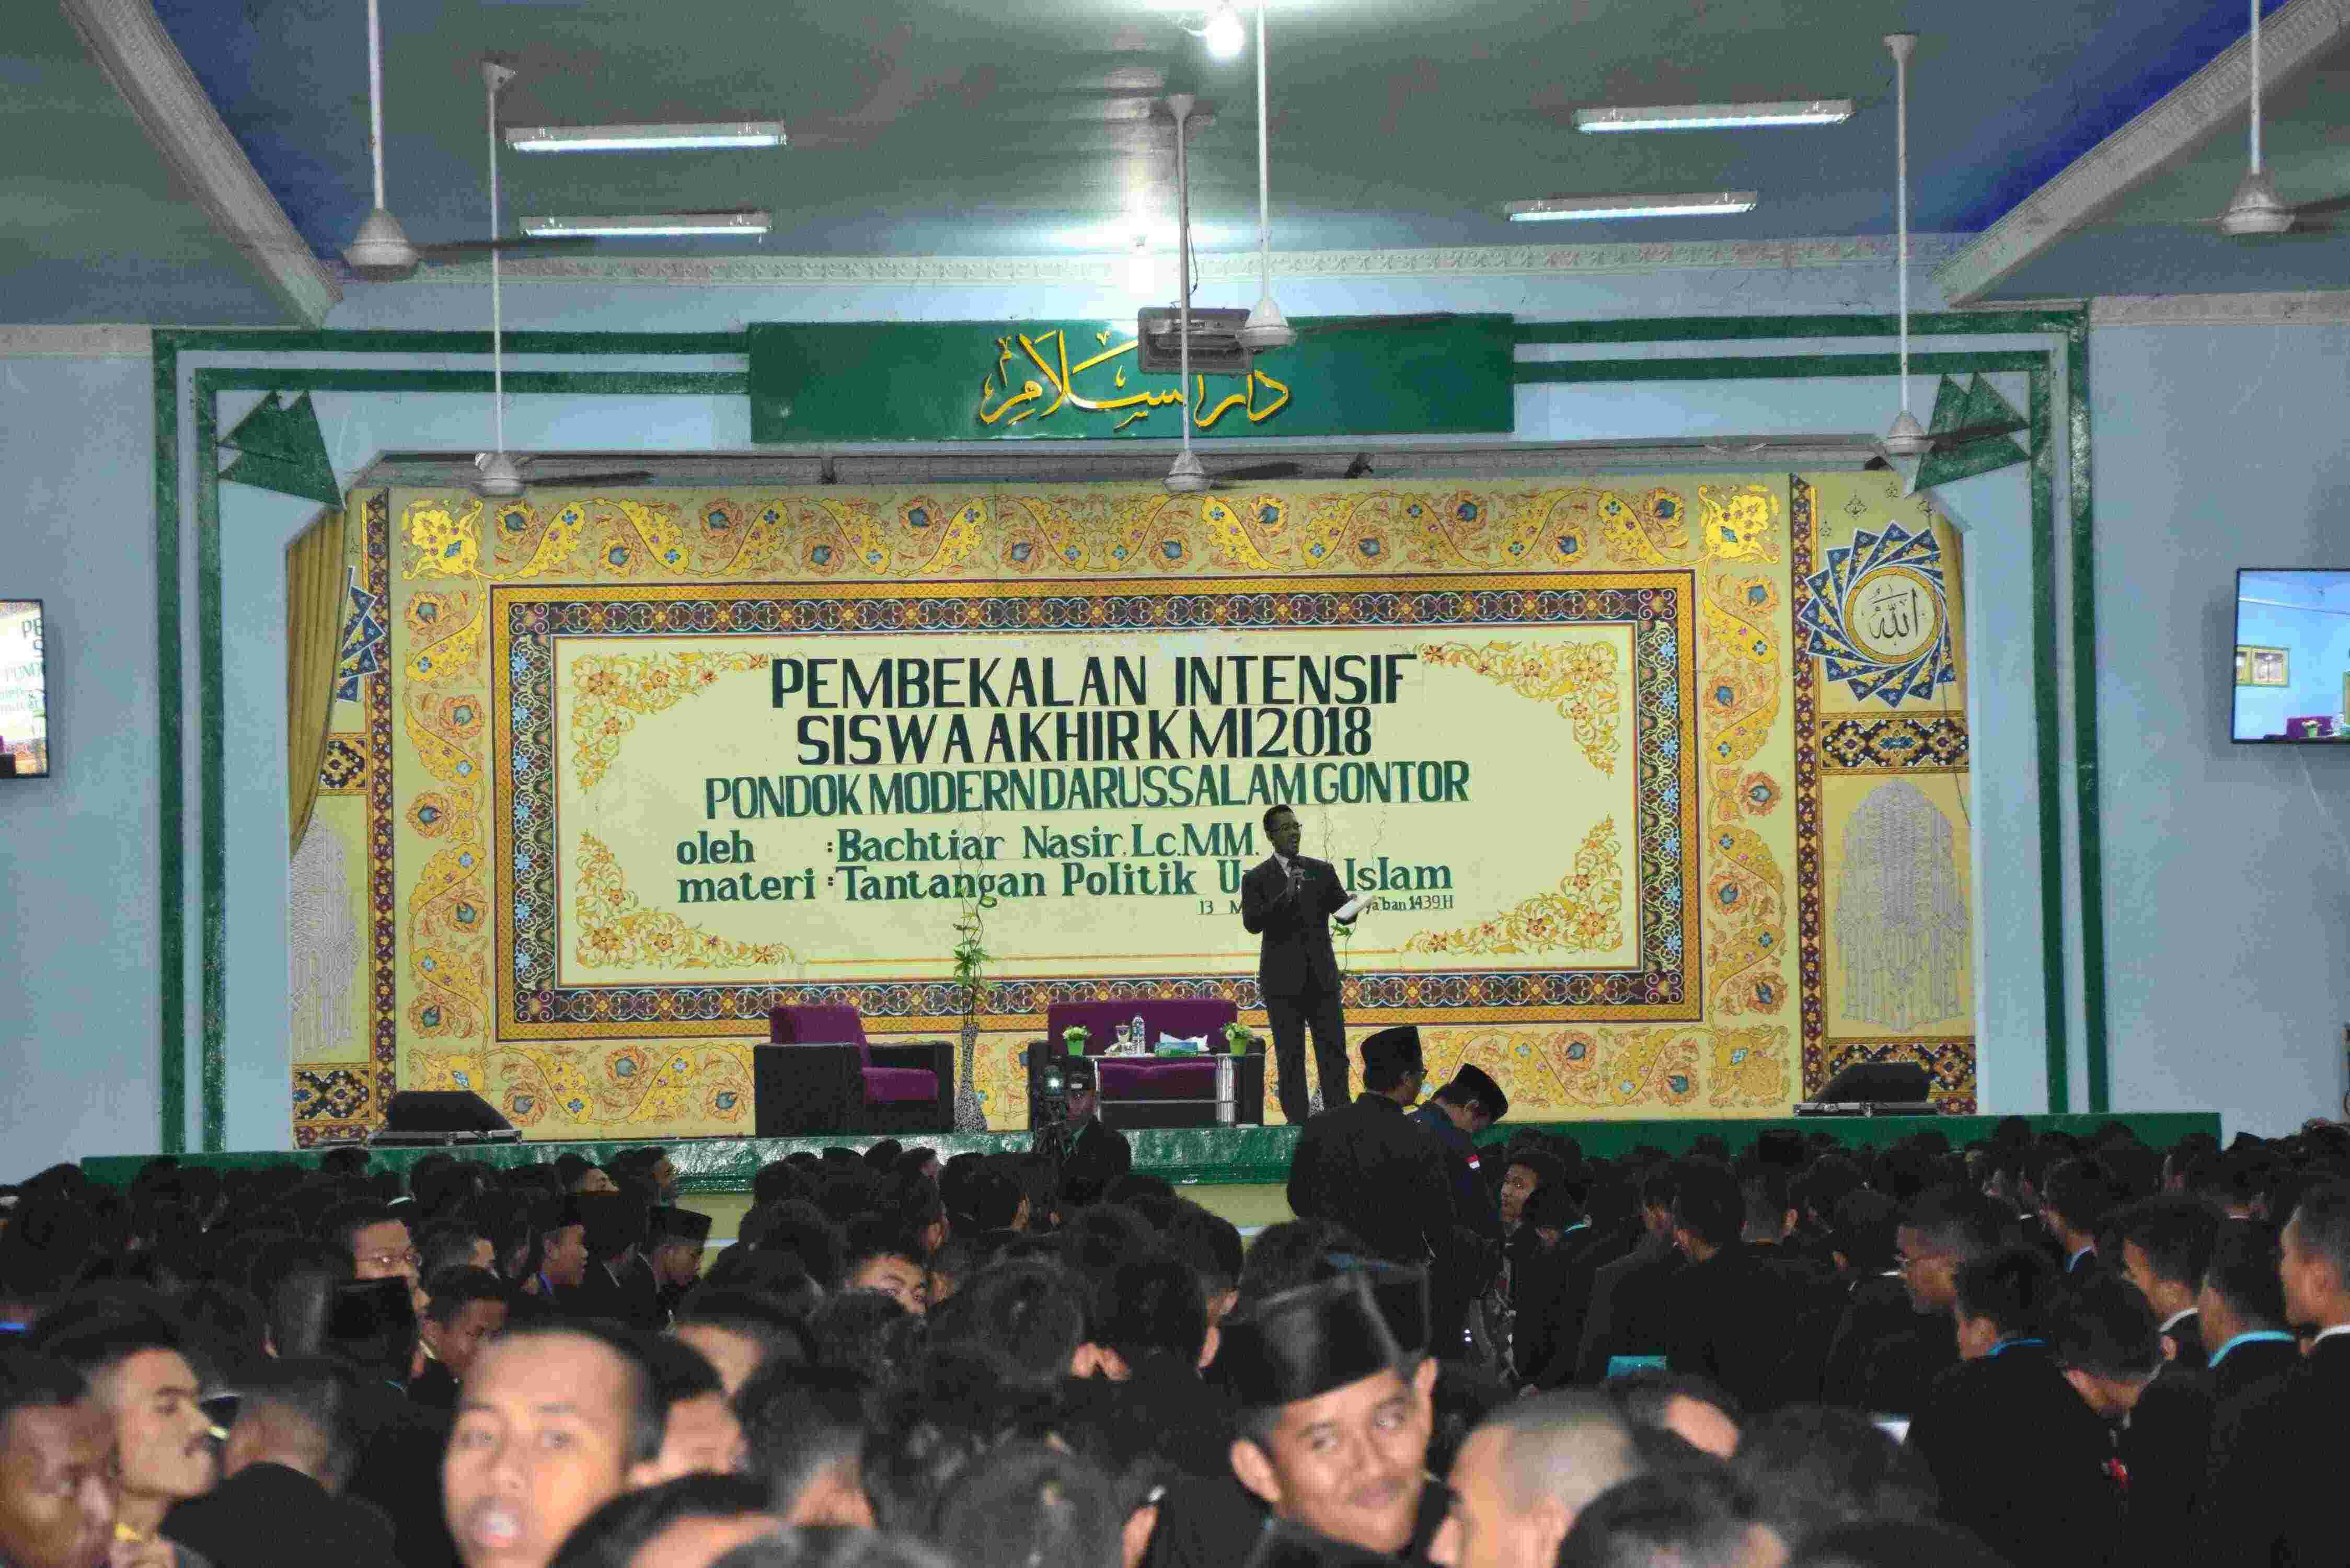 دار السلام
الله
PEMBEKALAN INTENSIF
SISWA AKHIR KMI 2018
PONDOK MODERN DARUSSALAM GONTOR
oleh : Bachtiar Nasir.Lc.MM.
materi : Tantangan Politik Islam
13 1439H